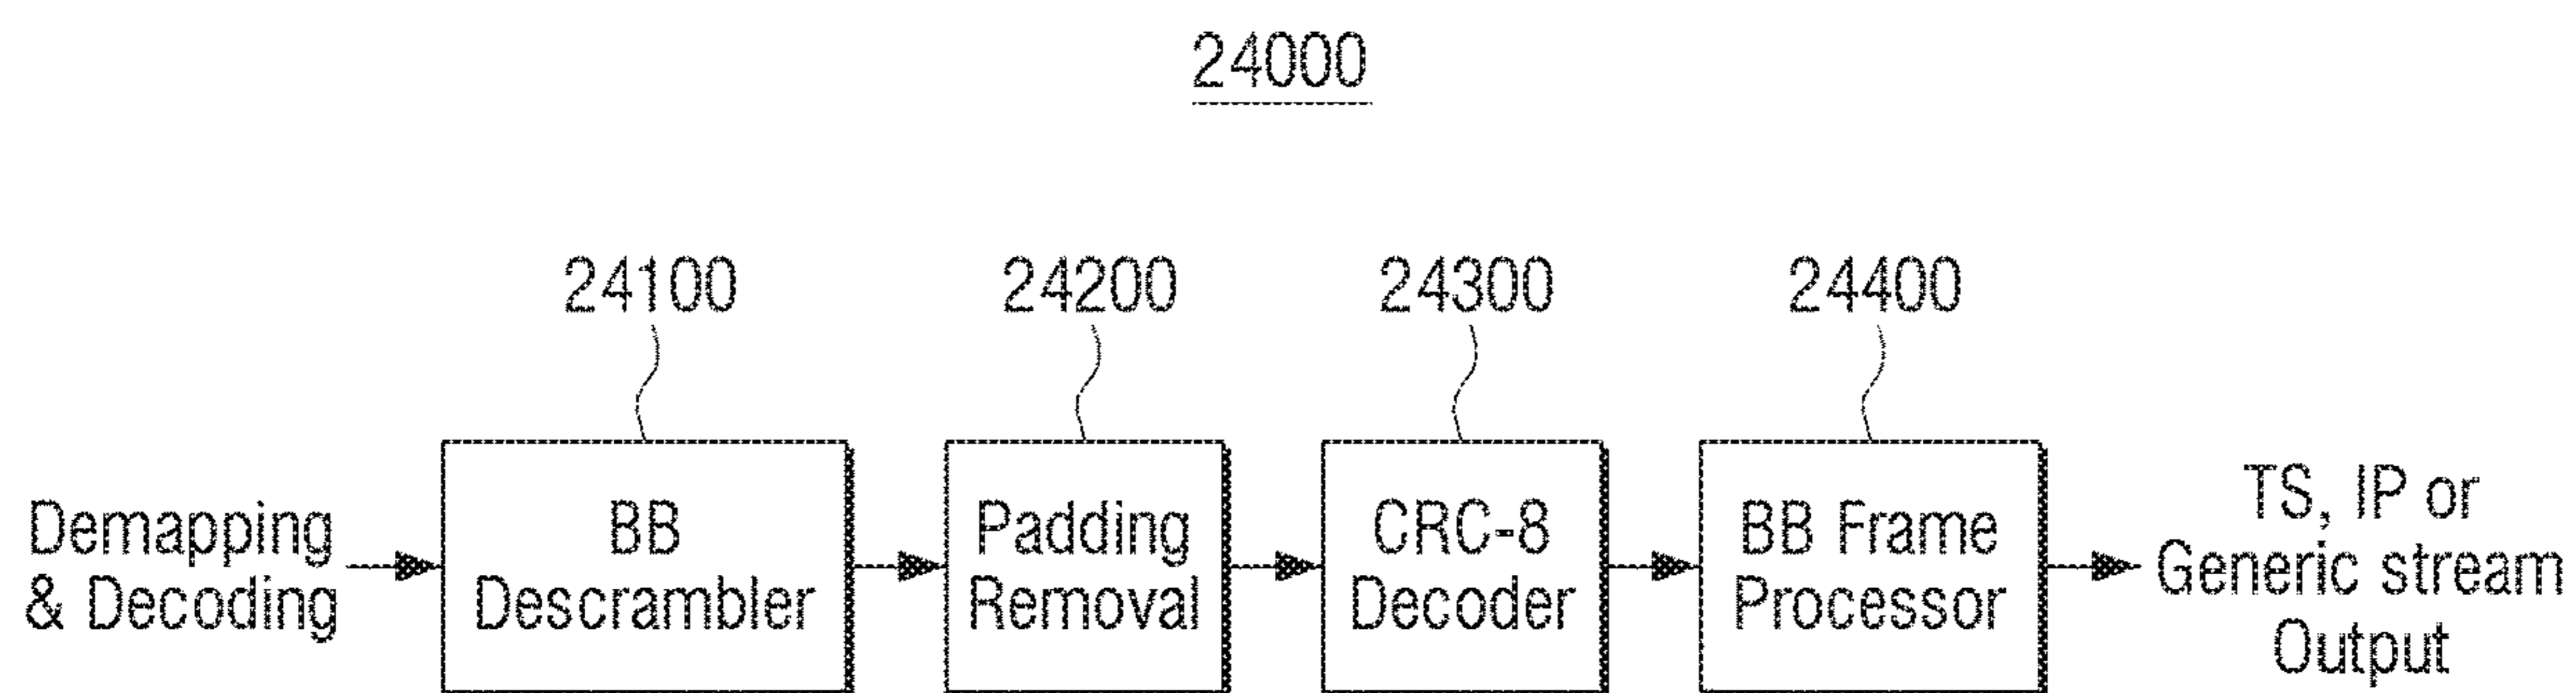 24000
24100
24200
24300
24400
Demapping
& Decoding
BB
Descrambler
Padding
Removal
CRC-8
Decoder
BB Frame
Processor
TS, IP or
Generic stream
Output